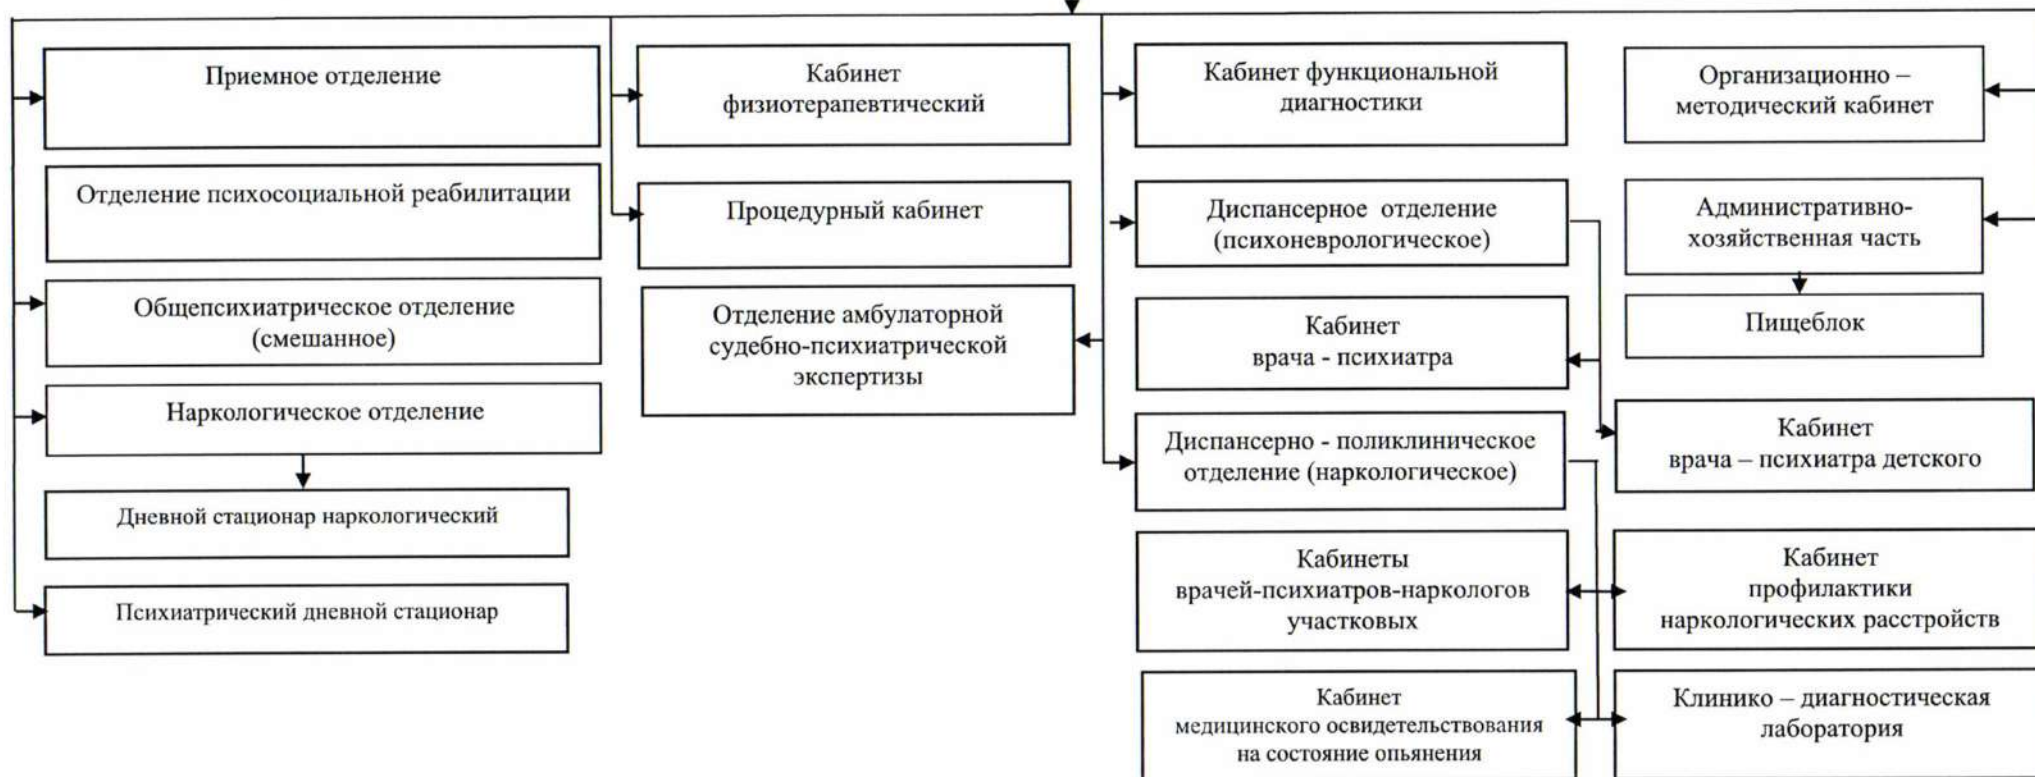 Приемное отделение
Отделение психосоциальной реабилитации
Общепсихиатрическое отделение
(смешанное)
Наркологическое отделение
Дневной стационар наркологический
Психиатрический дневной стационар
Кабинет
физиотерапевтический
Процедурный кабинет
Отделение амбулаторной
судебно-психиатрической
экспертизы
Кабинет функциональной
диагностики
Диспансерное отделение
(психоневрологическое)
Кабинет
врача - психиатра
Диспансерно - поликлиническое
отделение (наркологическое)
Кабинеты
врачей-психиатров-наркологов
участковых
Кабинет
медицинского освидетельствования
на состояние опьянения
Организационно –
методический кабинет
Административно-
хозяйственная часть
Пищеблок
Кабинет
врача – психиатра детского
Кабинет
профилактики
наркологических расстройств
Клинико – диагностическая
лаборатория